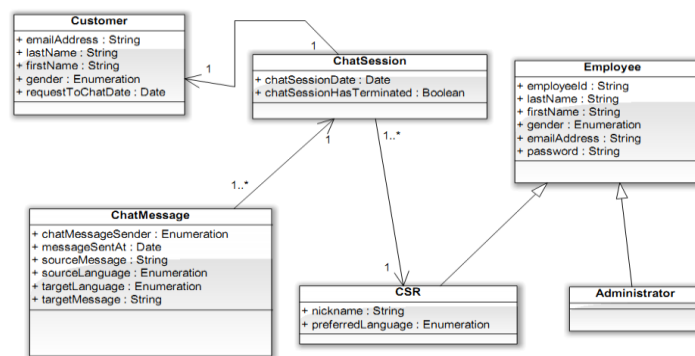 Customer
+ emailAddress : String
+ lastName : String
+ firstName : String
+ gender : Enumeration
+ requestToChatDate : Date
1
1
ChatSession
+ chatSessionDate : Date
+ chatSessionHasTerminated : Boolean
Employee
+ employeeId : String
+ lastName : String
+ firstName : String
+ gender : Enumeration
+ emailAddress : String
+ password : String
1
1..*
1..*
ChatMessage
+ chatMessageSender : Enumeration
+ messageSentAt : Date
+ sourceMessage : String
+ sourceLanguage : Enumeration
+ targetLanguage : Enumeration
+ targetMessage : String
1
CSR
+ nickname : String
+ preferredLanguage : Enumeration
Administrator